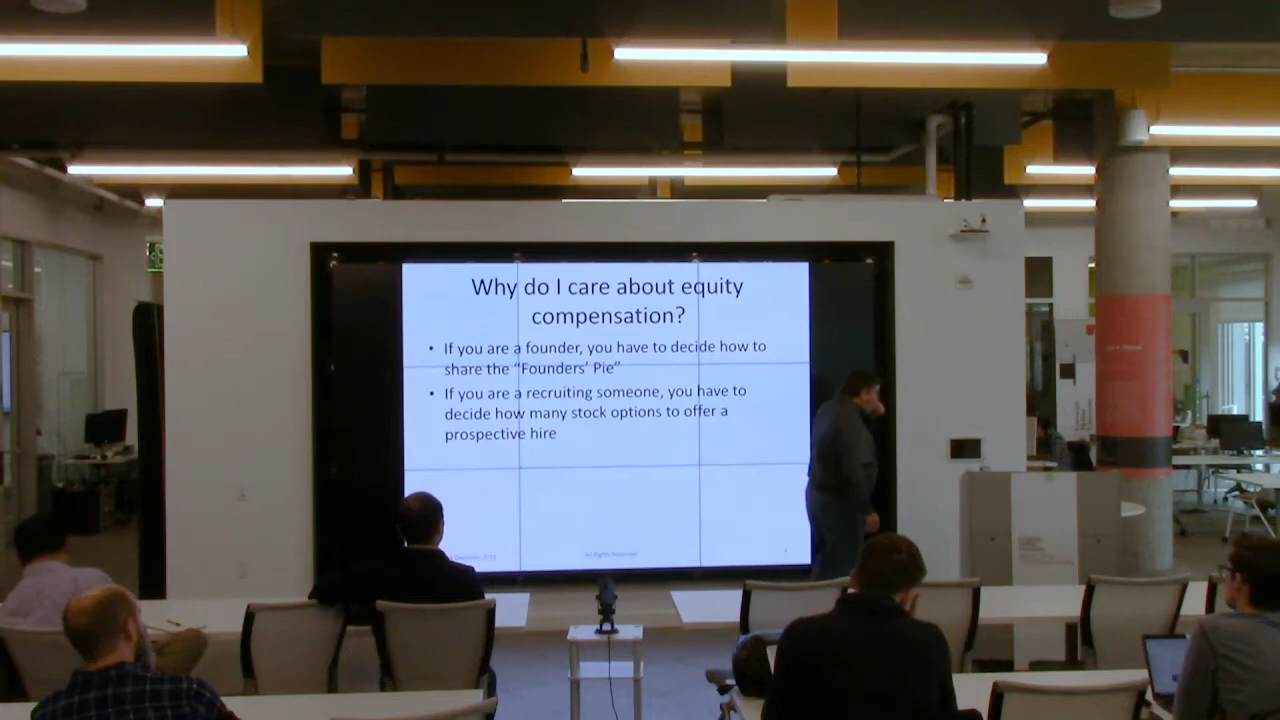 Why do I care about equity
compensation?
• If you are a founder, you have to decide how to
share the “Founders’ Pie”
• If you are a recruiting someone, you have to
decide how many stock options to offer a
prospective hire
All Rights Reserved